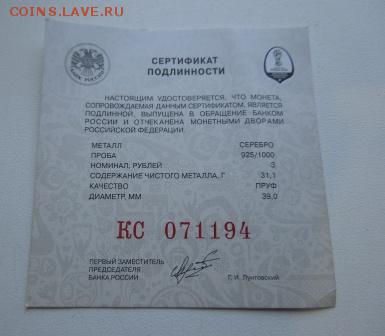 coins.lave.ru
СЕРТИФИКАТ
ПОДЛИННОСТИ
НАСТОЯЩИМ УДОСТОВЕРЯЕТСЯ, ЧТО МОНЕТА,
СОПРОВОЖДАЕМАЯ ДАННЫМ СЕРТИФИКАТОМ, ЯВЛЯЕТСЯ
ПОДЛИННОЙ, ВЫПУЩЕНА В ОБРАЩЕНИЕ БАНКОМ
РОССИИ И ОТЧЕКАНЕНА МОНЕТНЫМИ ДВОРАМИ
РОССИЙСКОЙ ФЕДЕРАЦИИ.
МЕТАЛЛ СЕРЕБРО
ПРОБА 925/1000
НОМИНАЛ, РУБЛЕЙ 3
СОДЕРЖАНИЕ ЧИСТОГО МЕТАЛЛА, Г 31,1
КАЧЕСТВО ПРУФ
ДИАМЕТР, ММ 39,0
КС 071194
ПЕРВЫЙ ЗАМЕСТИТЕЛЬ
ПРЕДСЕДАТЕЛЯ
БАНКА РОССИИ Г.И. Лунтовский